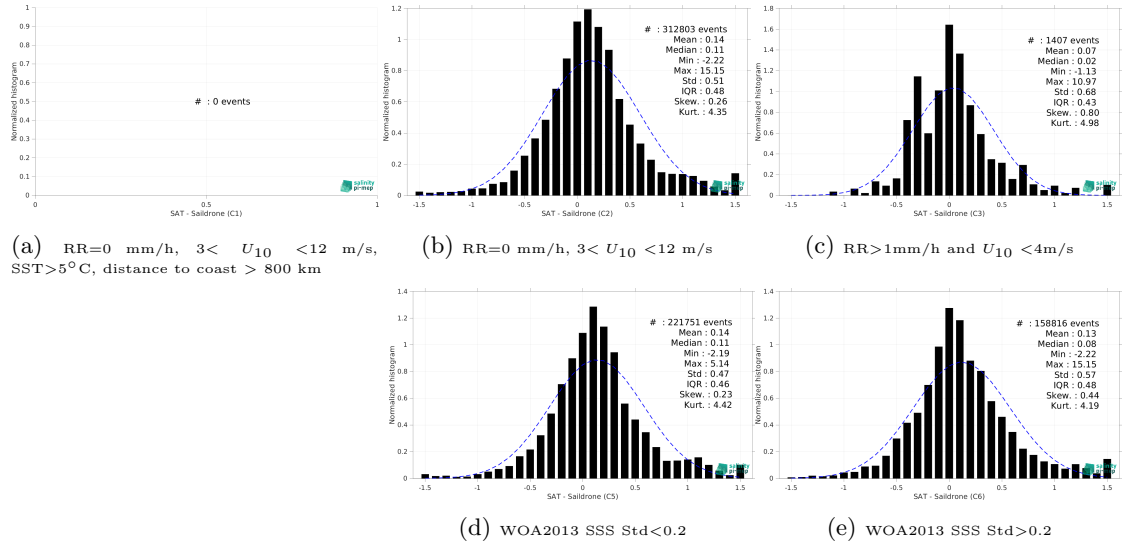 1
0.9
0.8
0.7
0.6
0.5
0.4
0.3
0.2
0.1
0
Normalized histogram
# : 0 events
salinity
pi-mep
0 0.5 1
SAT - Saildrone (C1)
(a) RR=0 mm/h, 3< U10 <12 m/s,
SST>5°C, distance to coast > 800 km
1.2
1
0.8
0.6
0.4
0.2
0
Normalized histogram
# : 312803 events
Mean : 0.14
Median : 0.11
Min : -2.22
Max : 15.15
Std : 0.51
IQR : 0.48
Skew. : 0.26
Kurt. : 4.35
salinity
pi-mep
-1.5 -1 -0.5 0 0.5 1 1.5
SAT - Saildrone (C2)
(b) RR=0 mm/h, 3< U10 <12 m/s
1.8
1.6
1.4
1.2
1
0.8
0.6
0.4
0.2
0
Normalized histogram
# : 1407 events
Mean : 0.07
Median : 0.02
Min : -1.13
Max : 10.97
Std : 0.68
IQR : 0.43
Skew. : 0.80
Kurt. : 4.98
salinity
pi-mep
-1.5 -1 -0.5 0 0.5 1 1.5
SAT - Saildrone (C3)
(c) RR>1mm/h and U10 <4m/s
1.4
1.2
1
0.8
0.6
0.4
0.2
0
Normalized histogram
# : 221751 events
Mean : 0.14
Median : 0.11
Min : -2.19
Max : 5.14
Std : 0.47
IQR : 0.46
Skew. : 0.23
Kurt. : 4.42
salinity
pi-mep
-1.5 -1 -0.5 0 0.5 1 1.5
SAT - Saildrone (C5)
(d) WOA2013 SSS Std<0.2
1.4
1.2
1
0.8
0.6
0.4
0.2
0
Normalized histogram
# : 158816 events
Mean : 0.13
Median : 0.08
Min : -2.22
Max : 15.15
Std : 0.57
IQR : 0.48
Skew. : 0.44
Kurt. : 4.19
salinity
pi-mep
-1.5 -1 -0.5 0 0.5 1 1.5
SAT - Saildrone (C6)
(e) WOA2013 SSS Std>0.2